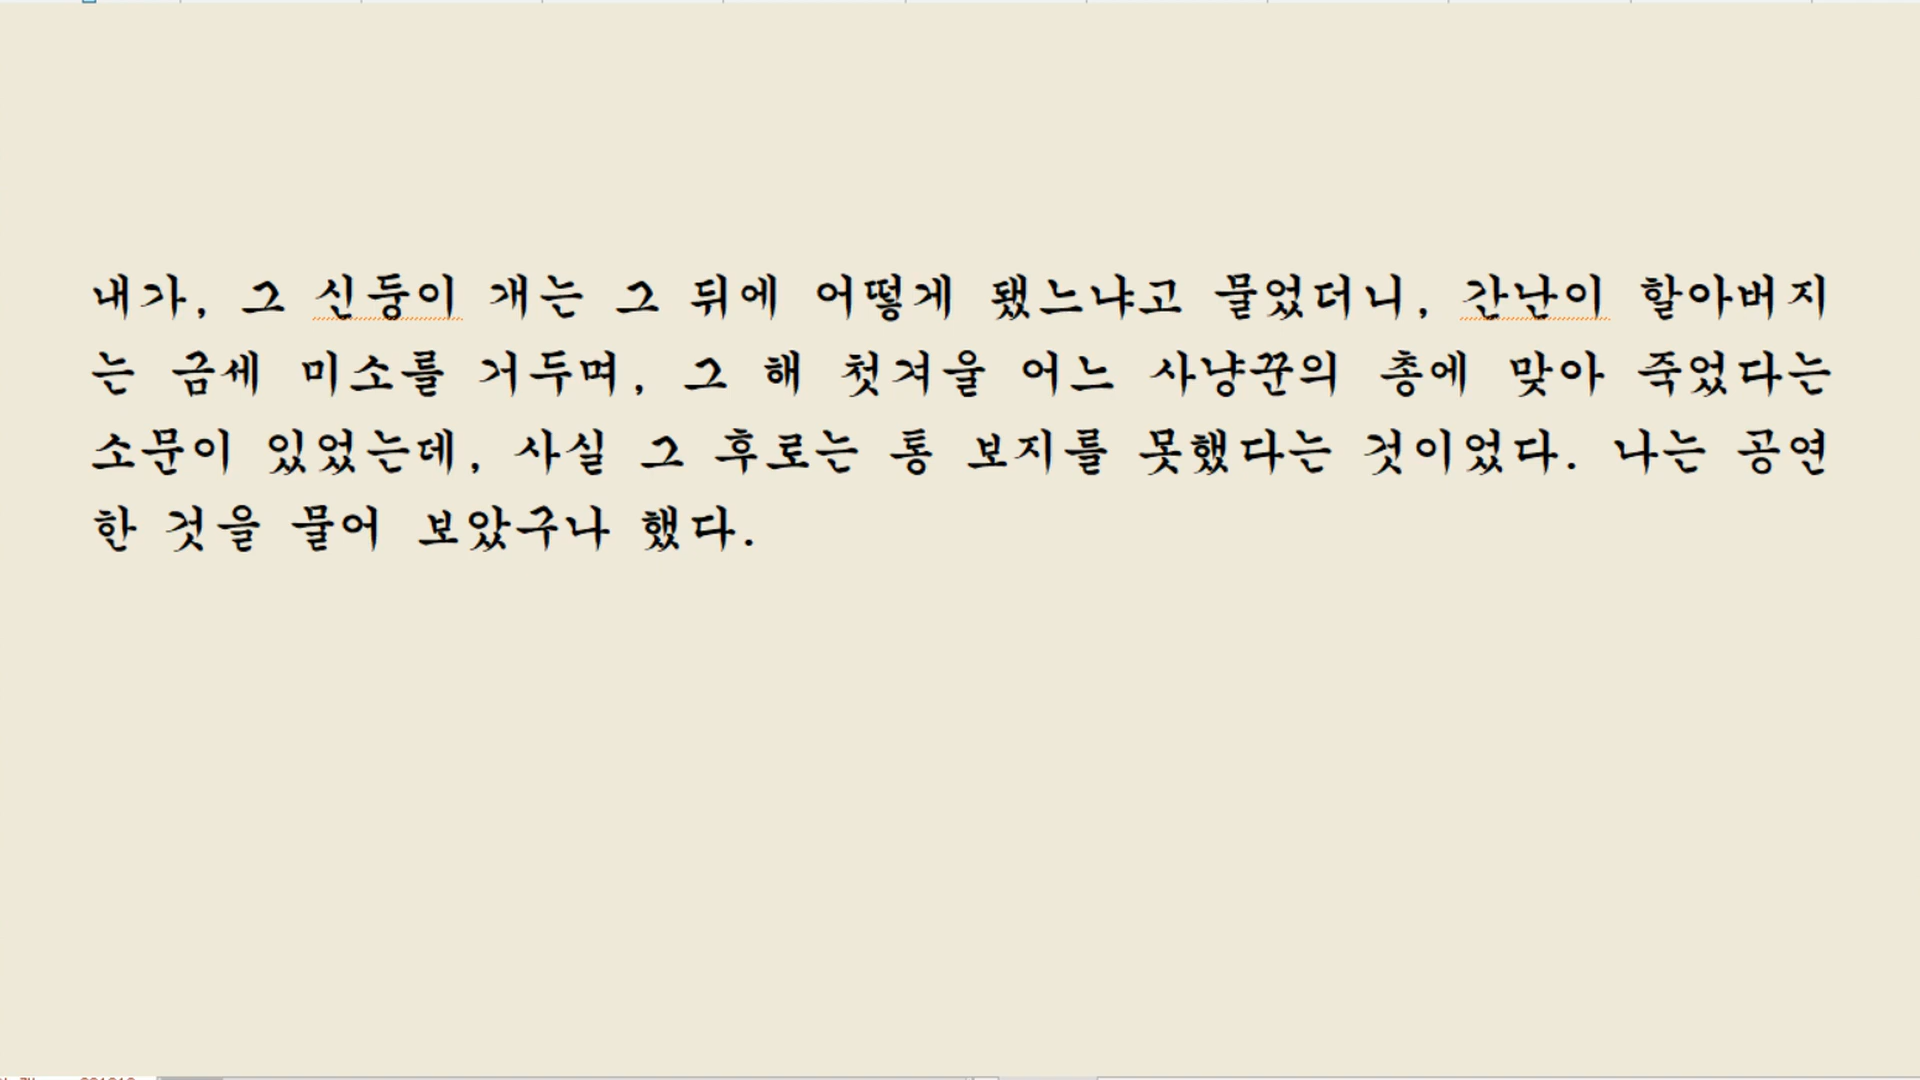 내가, 그 신둥이 개는 그 뒤에 어떻게 됐느냐고 물었더니, 간난이 할아버지
는 금세 미소를 거두며, 그 해 첫겨울 어느 사냥꾼의 총에 맞아 죽었다는
소문이 있었는데, 사실 그 후로는 통 보지를 못했다는 것이었다. 나는 공연
한 것을 물어 보았구나 했다.